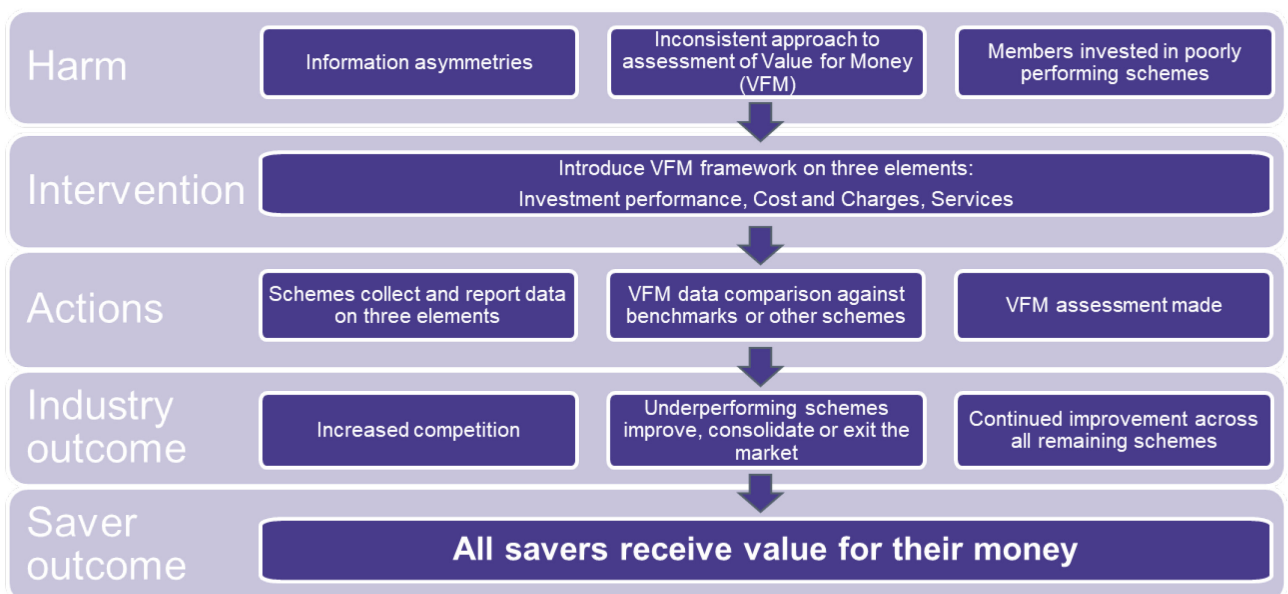 Harm
Information asymmetries
Inconsistent approach to
assessment of Value for Money
(VFM)
Members invested in poorly
performing schemes
Intervention
Introduce VFM framework on three elements:
Investment performance, Cost and Charges, Services
Actions
Schemes collect and report data
on three elements
VFM data comparison against
benchmarks or other schemes
VFM assessment made
Industry
outcome
Increased competition
Underperforming schemes
improve, consolidate or exit the
market
Continued improvement across
all remaining schemes
Saver
outcome
All savers receive value for their money